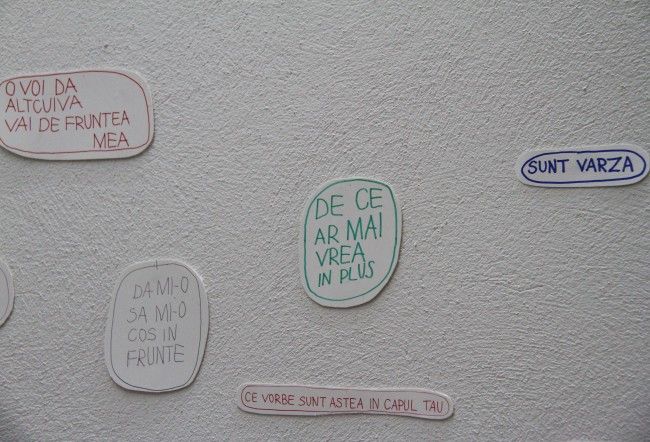 O VOI DA
ALTCUIVA
VAI DE FRUNTEA
MEA
SUNT VARZA
DE CE
AR MAI
VREA
IN PLUS
DA MI-O
SA MI-O
COS IN
FRUNTE
CE VORBE SUNT ASTEA IN CAPUL TAU